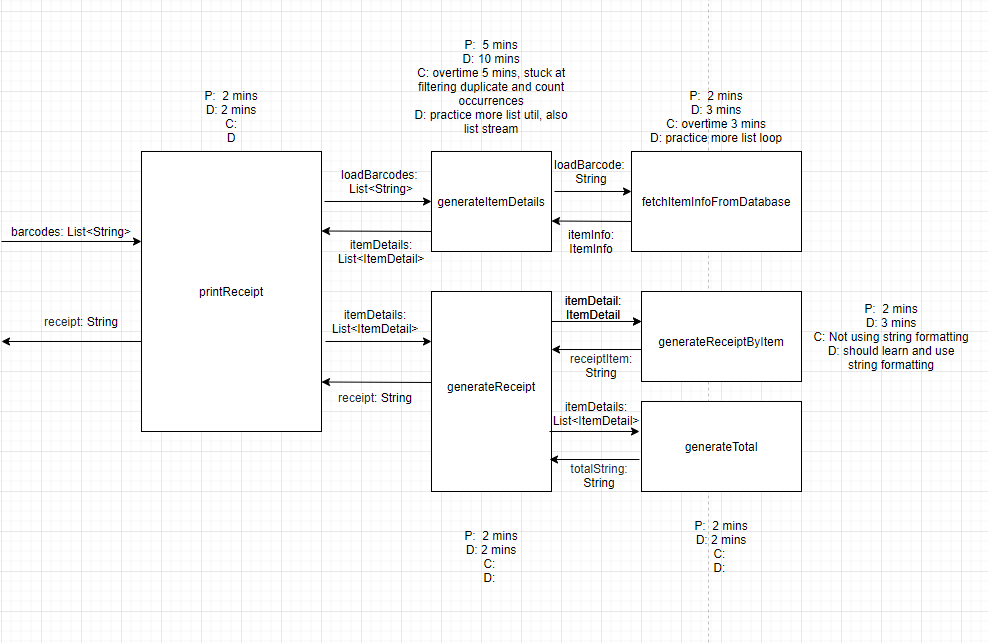 P:  5 mins
D: 10 mins
C: overtime 5 mins, stuck at
filtering duplicate and count
occurrences
D: practice more list util, also
list stream
P:  2 mins
D: 2 mins
C:
D
P:  2 mins
D: 3 mins
C: overtime 3 mins
D: practice more list loop
barcodes: List<String>
receipt: String
printReceipt
loadBarcodes:
List<String>
itemDetails:
List<ItemDetail>
generateItemDetails
loadBarcode:
String
itemInfo:
ItemInfo
fetchItemInfoFromDatabase
itemDetails:
List<ItemDetail>
receipt: String
generateReceipt
itemDetail:
ItemDetail
receiptItem:
String
generateReceiptByItem
P:  2 mins
D: 3 mins
C: Not using string formatting
D: should learn and use
string formatting
itemDetails:
List<ItemDetail>
totalString:
String
generateTotal
P:  2 mins
D: 2 mins
C:
D:
P:  2 mins
D: 2 mins
C:
D: